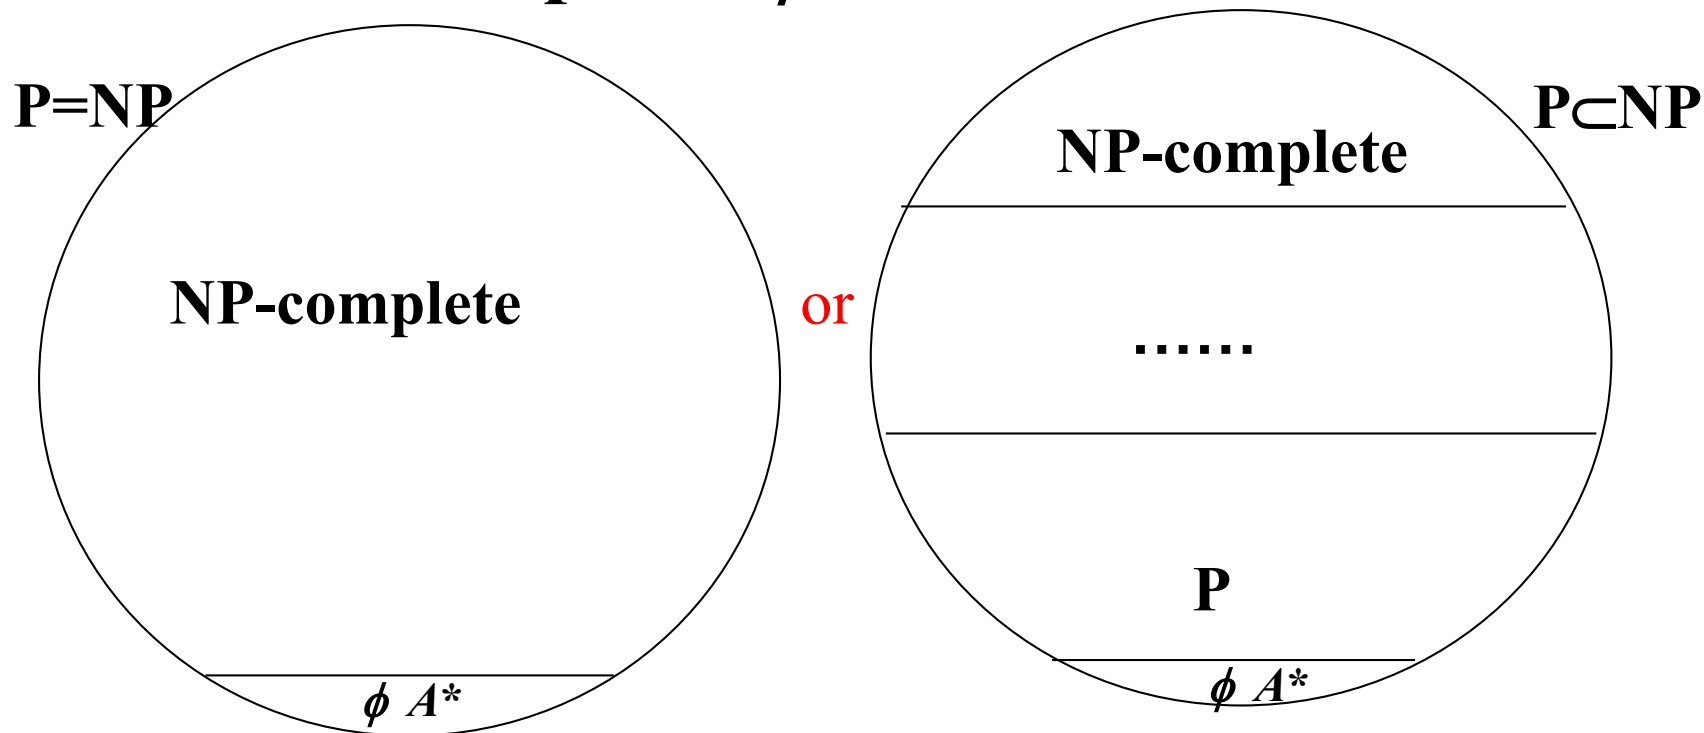 P=NP
NP-complete
ϕ A*
or
P⊂NP
NP-complete
......
P
ϕ A*